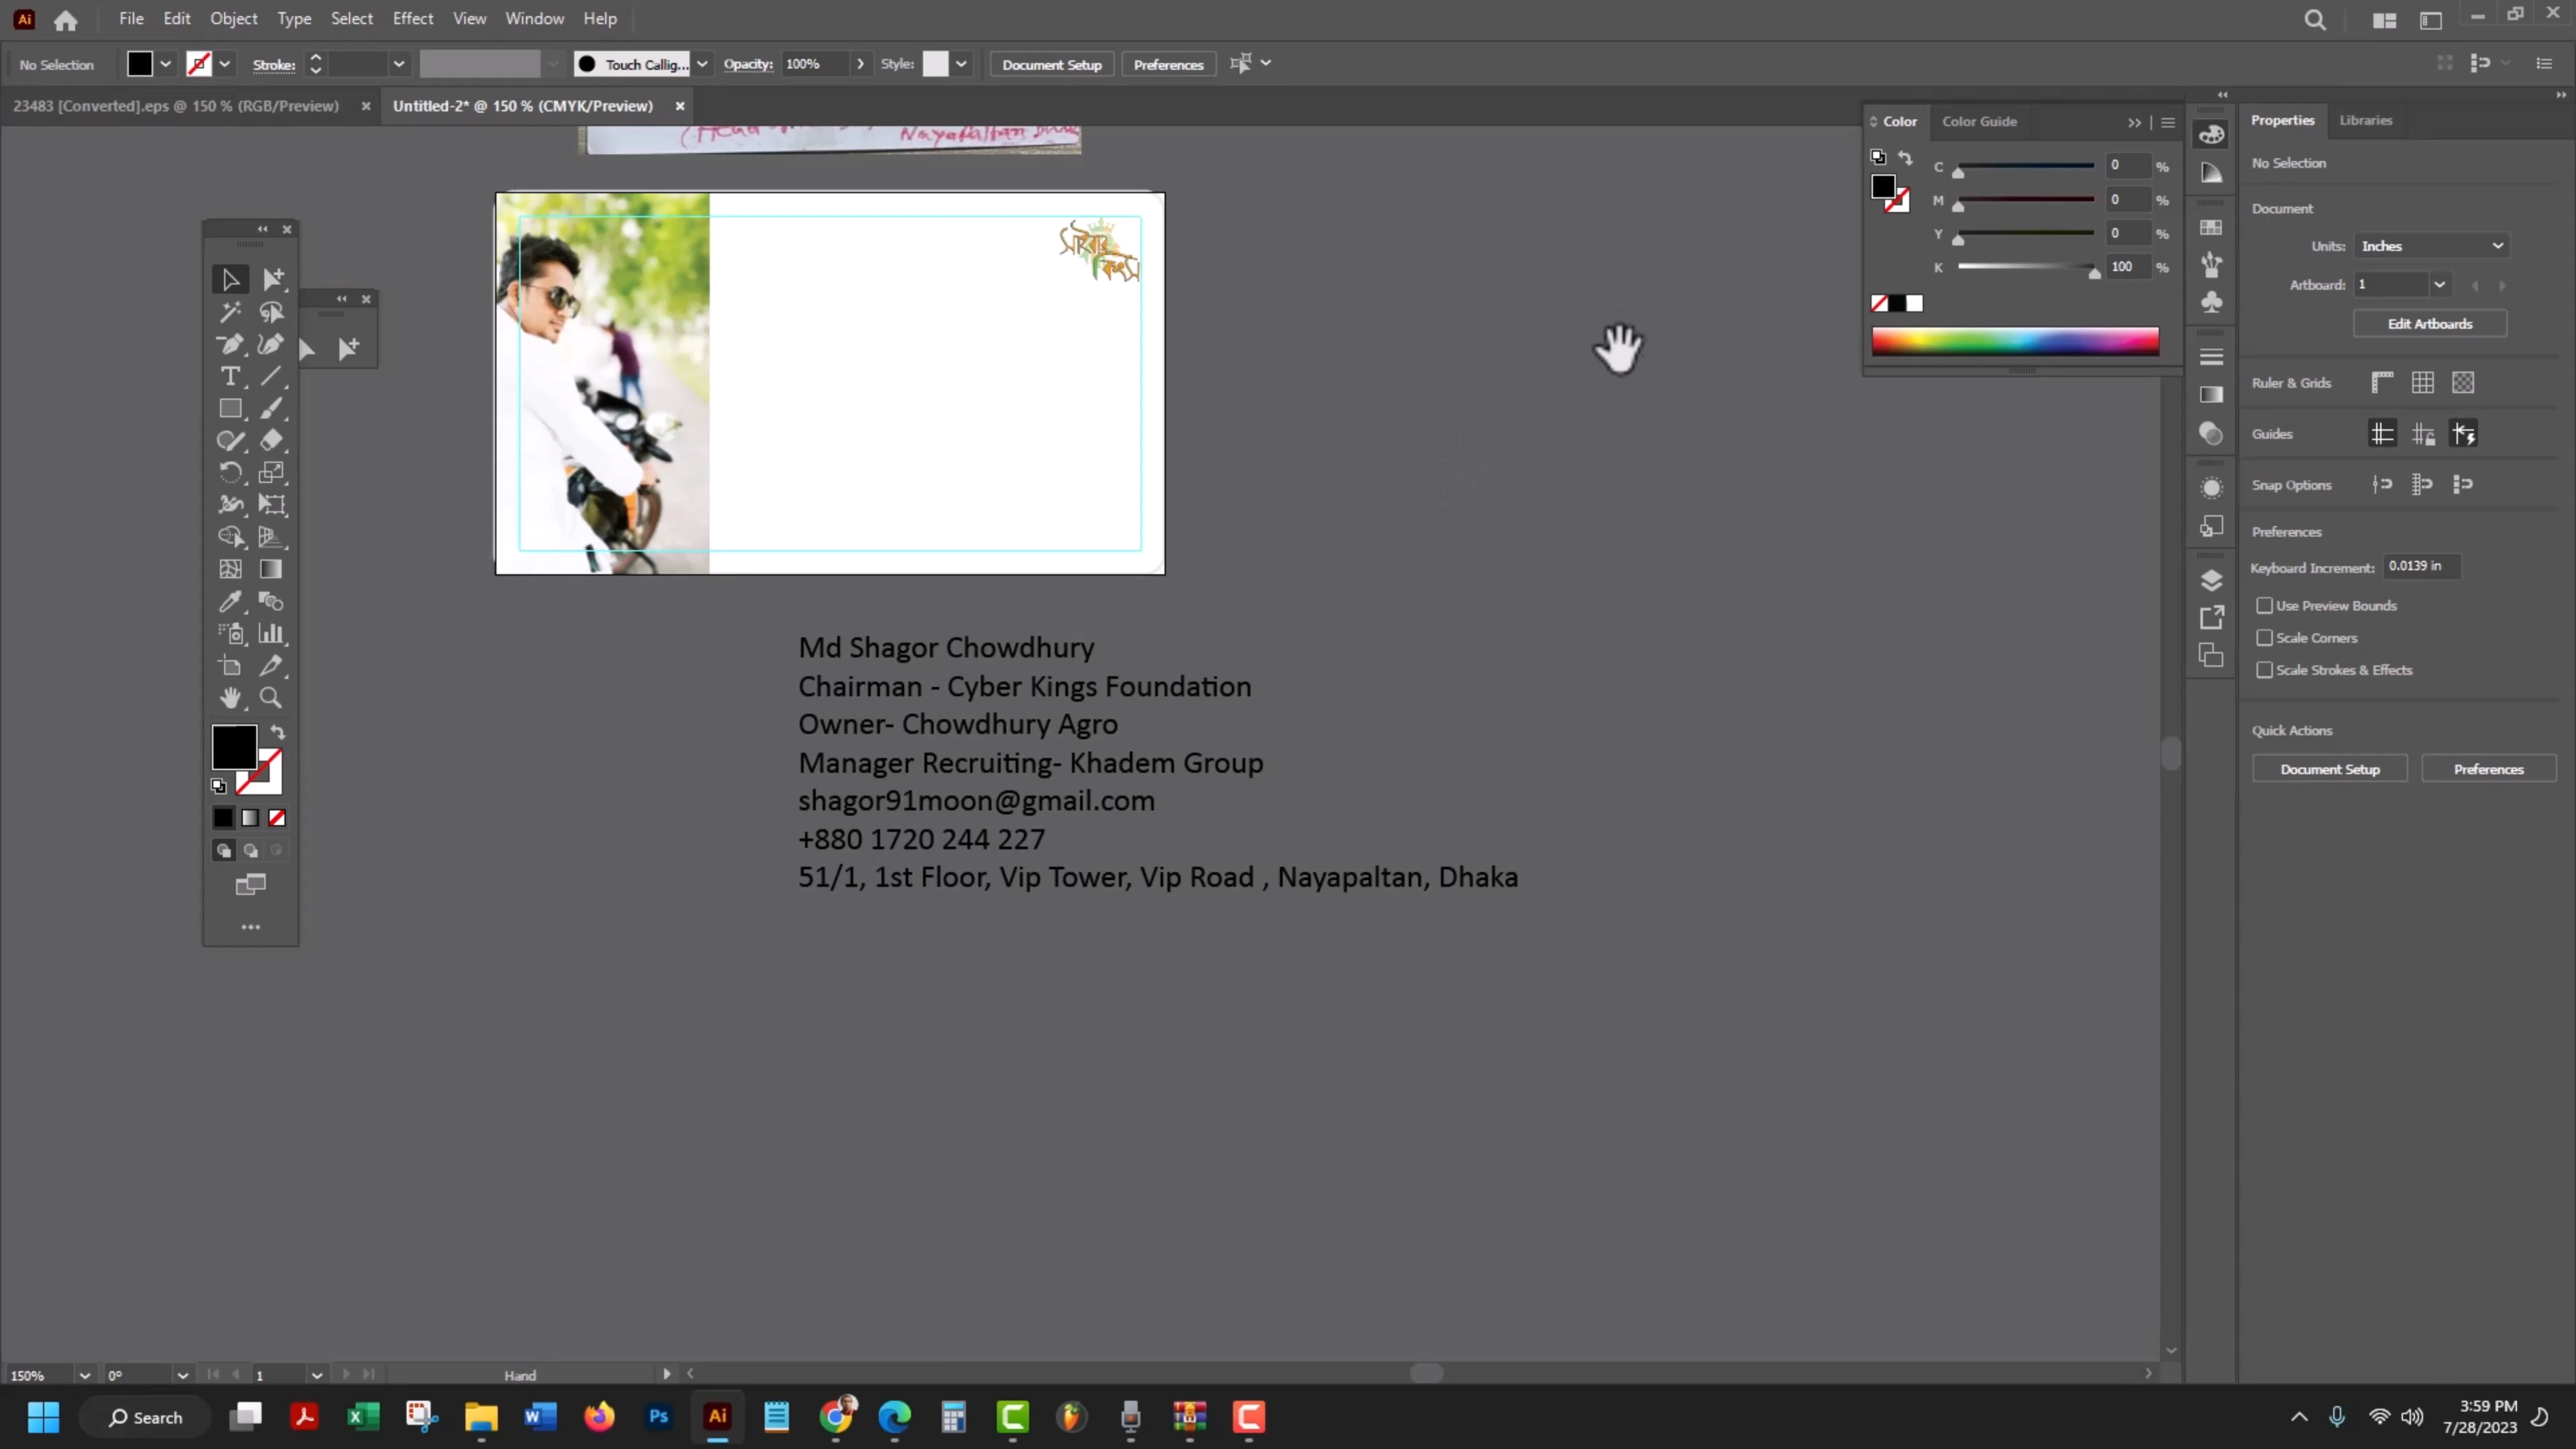 File Edit Object Type Select Effect View Window Help
No Selection Stroke: Touch Callig... Opacity: 100% Style: Document Setup Preferences
23483 [Converted].eps @ 150 % (RGB/Preview) × Untitled-2* @ 150 % (CMYK/Preview) ×
Nayapaltan
Color Color Guide
C 0 %
M 0 %
Y 0 %
K 100 %
সাইবার
কিংস
Md Shagor Chowdhury
Chairman - Cyber Kings Foundation
Owner- Chowdhury Agro
Manager Recruiting- Khadem Group
shagor91moon@gmail.com
+880 1720 244 227
51/1, 1st Floor, Vip Tower, Vip Road , Nayapaltan, Dhaka
Properties Libraries
No Selection
Document
Units: Inches
Artboard: 1
Edit Artboards
Ruler & Grids
Guides
Snap Options
Preferences
Keyboard Increment: 0.0139 in
Use Preview Bounds
Scale Corners
Scale Strokes & Effects
Quick Actions
Document Setup Preferences
150% 0° 1 Hand
Search
3:59 PM
7/28/2023